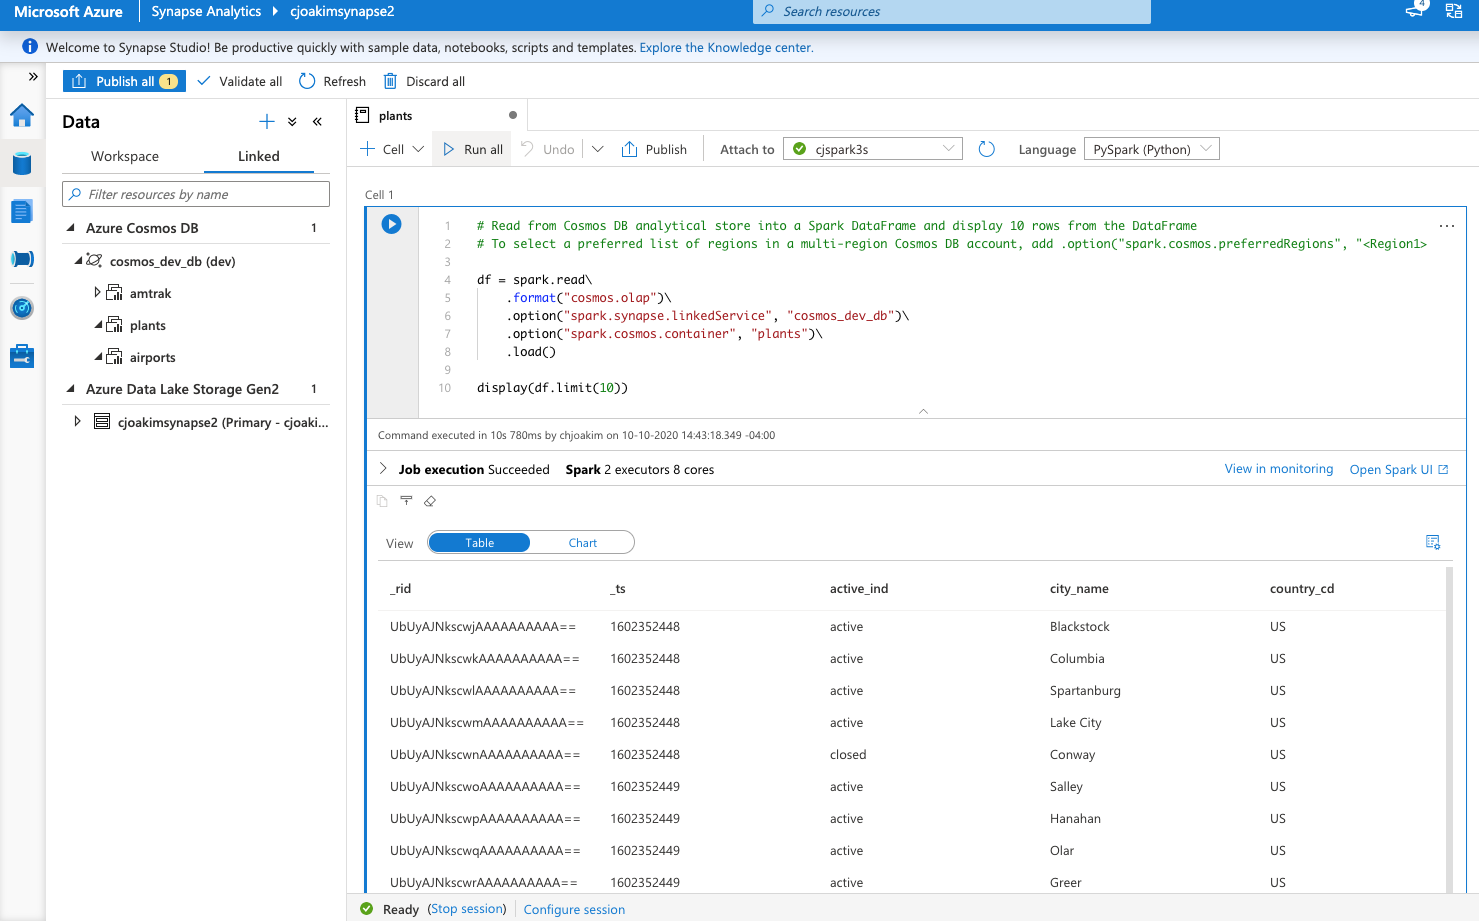 Microsoft Azure Synapse Analytics cjoakimsynapse2 Search resources 4
Welcome to Synapse Studio! Be productive quickly with sample data, notebooks, scripts and templates. Explore the Knowledge center.
Publish all 1 Validate all Refresh Discard all
Data
Workspace Linked
Filter resources by name
Azure Cosmos DB 1
cosmos_dev_db (dev)
amtrak
plants
airports
Azure Data Lake Storage Gen2 1
cjoakimsynapse2 (Primary - cjoaki...
plants
Cell Run all Undo Publish Attach to cjspark3s Language PySpark (Python)
Cell 1
1 # Read from Cosmos DB analytical store into a Spark DataFrame and display 10 rows from the DataFrame
2 # To select a preferred list of regions in a multi-region Cosmos DB account, add .option("spark.cosmos.preferredRegions", "<Region1>
3
4 df = spark.read\
5 .format("cosmos.olap")\
6 .option("spark.synapse.linkedService", "cosmos_dev_db")\
7 .option("spark.cosmos.container", "plants")\
8 .load()
9
10 display(df.limit(10))
Command executed in 10s 780ms by chjoakim on 10-10-2020 14:43:18.349 -04:00
Job execution Succeeded Spark 2 executors 8 cores View in monitoring Open Spark UI
View Table Chart
_rid _ts active_ind city_name country_cd
UbUyAJNkscwjAAAAAAAAAA== 1602352448 active Blackstock US
UbUyAJNkscwkAAAAAAAAAA== 1602352448 active Columbia US
UbUyAJNkscwlAAAAAAAAAA== 1602352448 active Spartanburg US
UbUyAJNkscwmAAAAAAAAAA== 1602352448 active Lake City US
UbUyAJNkscwnAAAAAAAAAA== 1602352448 closed Conway US
UbUyAJNkscwoAAAAAAAAAA== 1602352449 active Salley US
UbUyAJNkscwpAAAAAAAAAA== 1602352449 active Hanahan US
UbUyAJNkscwqAAAAAAAAAA== 1602352449 active Olar US
UbUyAJNkscwrAAAAAAAAAA== 1602352449 active Greer US
Ready (Stop session) Configure session